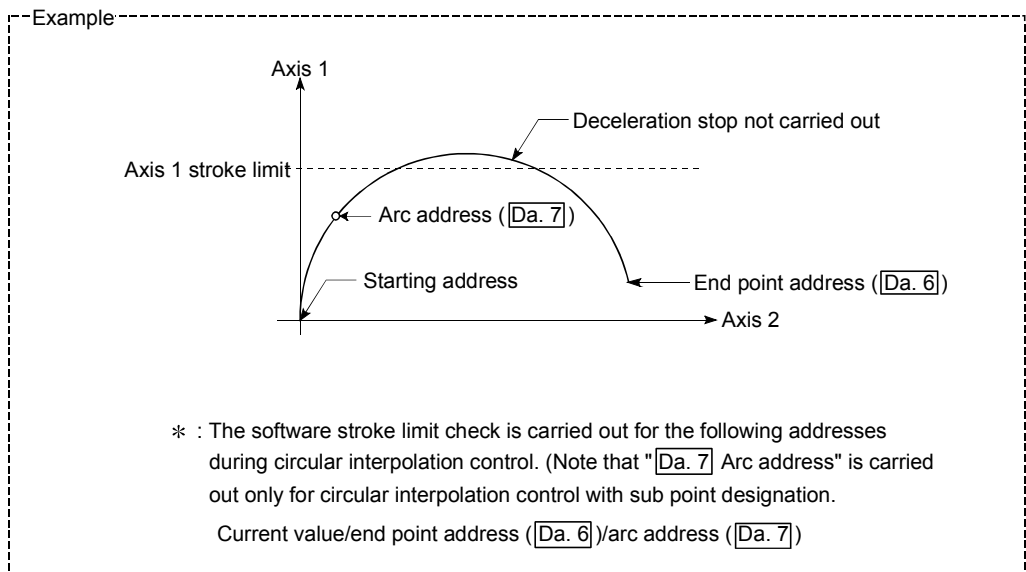 Example
Axis 1
Deceleration stop not carried out
Axis 1 stroke limit
Arc address ( Da. 7 )
Starting address
End point address ( Da. 6 )
Axis 2
* : The software stroke limit check is carried out for the following addresses
during circular interpolation control. (Note that " Da. 7 Arc address" is carried
out only for circular interpolation control with sub point designation.
Current value/end point address ( Da. 6 )/arc address ( Da. 7 )